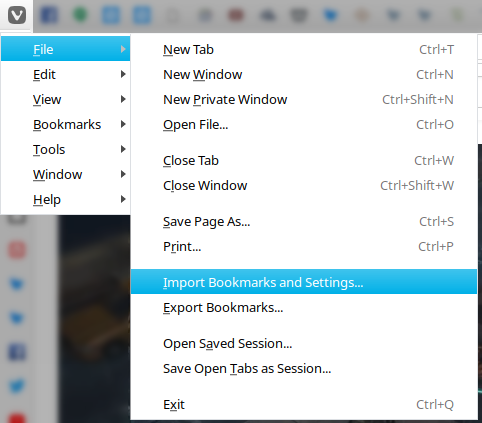 File
Edit
View
Bookmarks
Tools
Window
Help
New Tab Ctrl+T
New Window Ctrl+N
New Private Window Ctrl+Shift+N
Open File... Ctrl+O
Close Tab Ctrl+W
Close Window Ctrl+Shift+W
Save Page As... Ctrl+S
Print... Ctrl+P
Import Bookmarks and Settings...
Export Bookmarks...
Open Saved Session...
Save Open Tabs as Session...
Exit Ctrl+Q